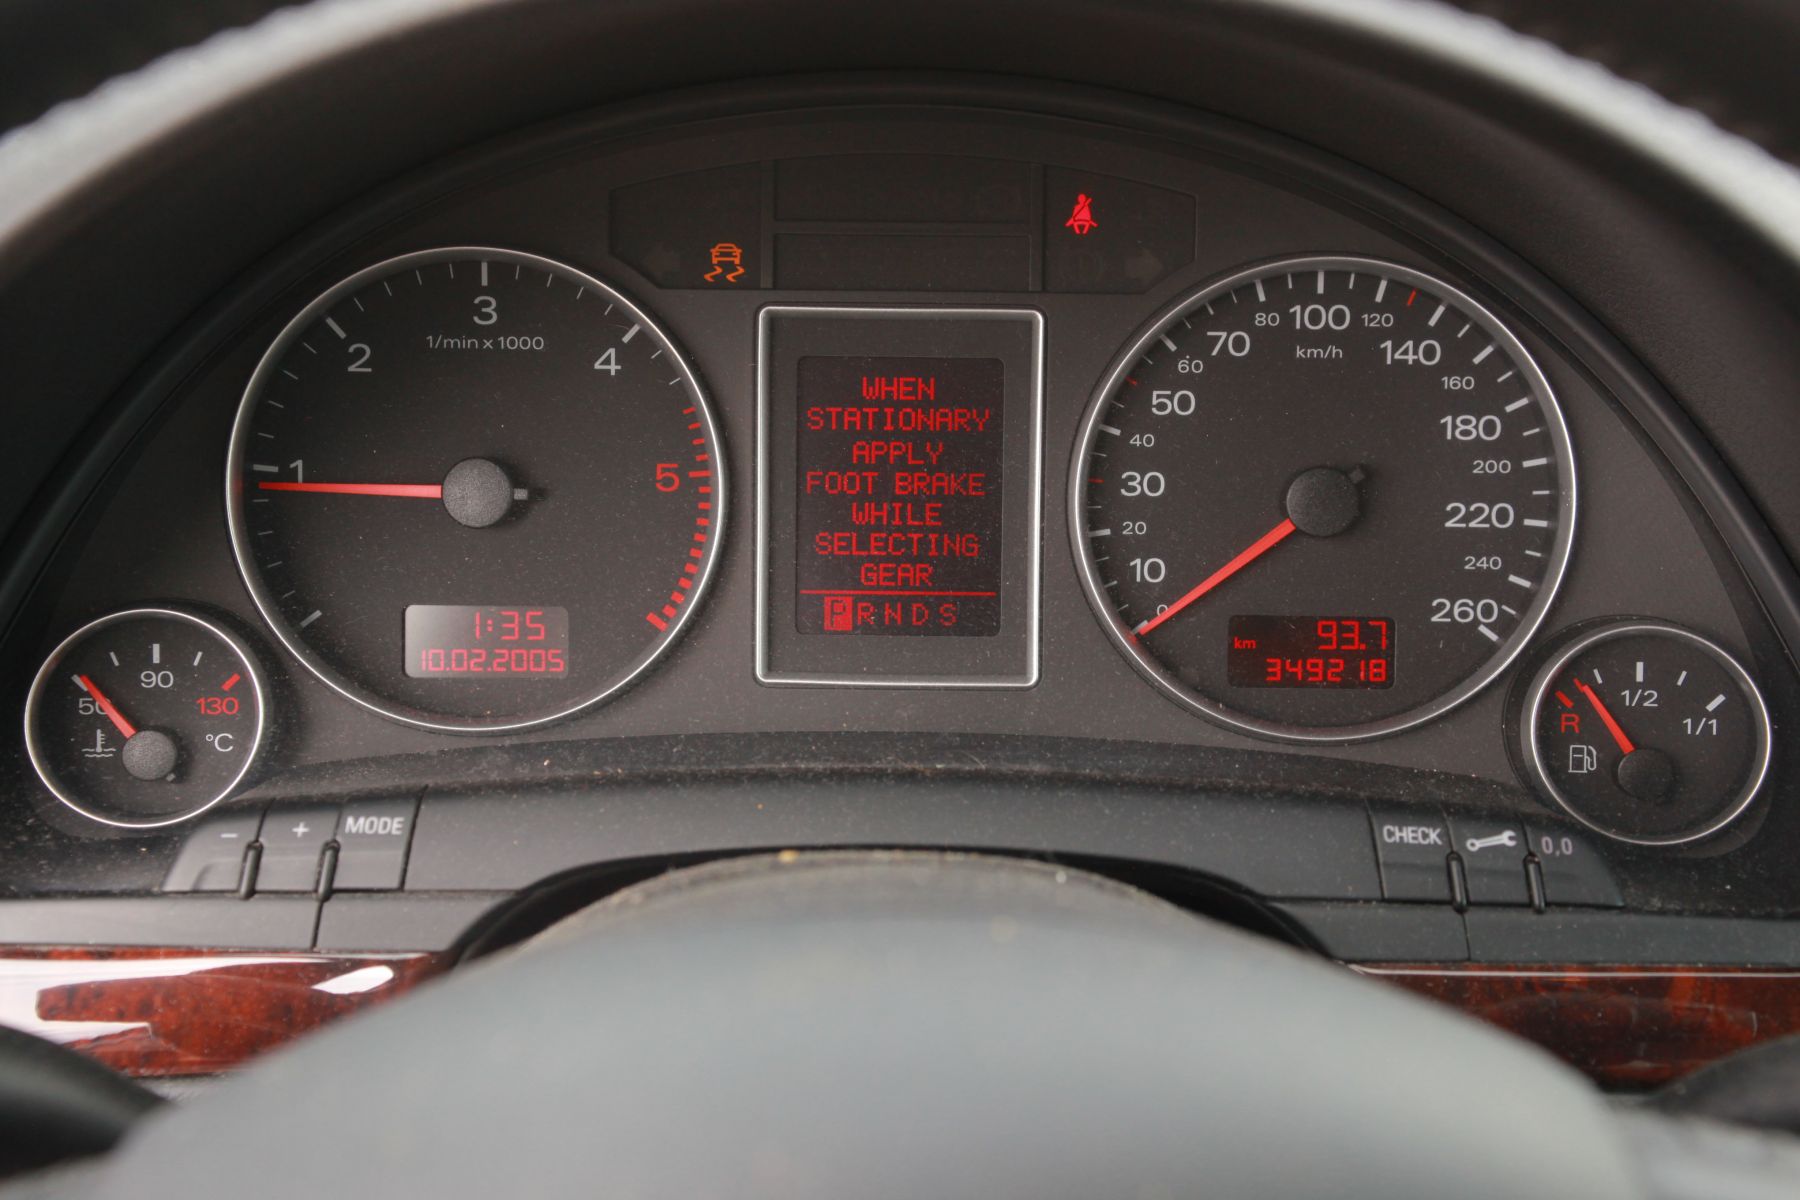 1
2
3
4
5
1/min x 1000
1:35
10.02.2005
50
90
130
°C
WHEN
STATIONARY
APPLY
FOOT BRAKE
WHILE
SELECTING
GEAR
P R N D S
0
10
20
30
40
50
60
70
80
100
120
140
160
180
200
220
240
260
km/h
km 93.7
349218
R
1/2
1/1
- + MODE
CHECK 0,0